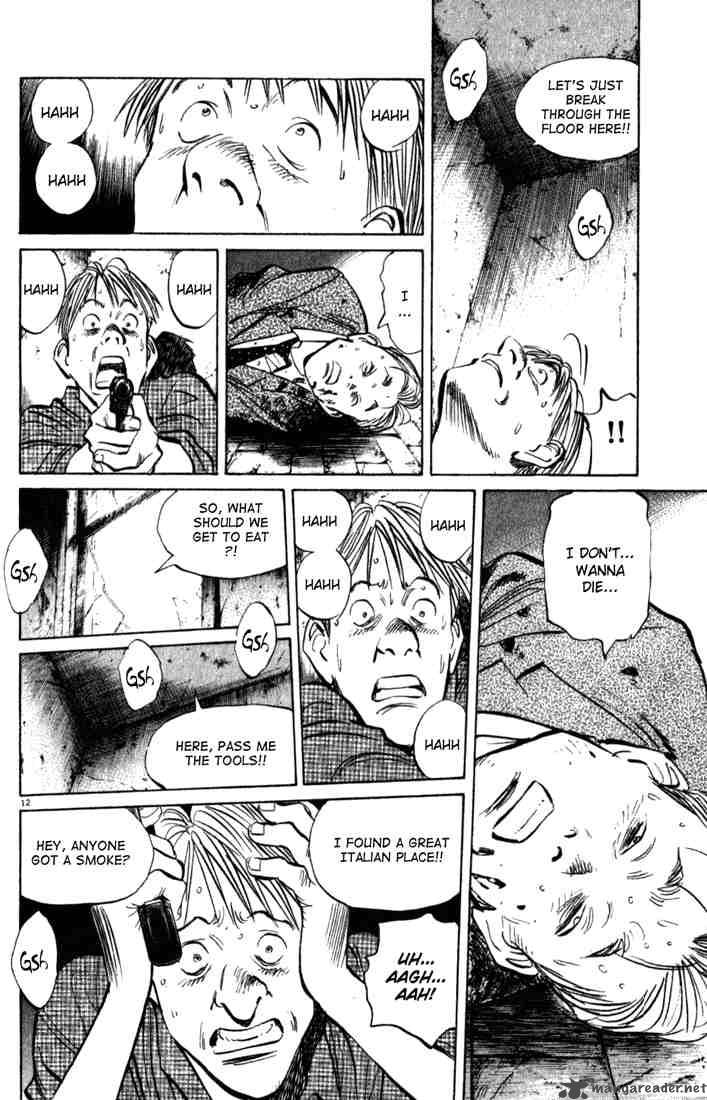 GSh
LET'S JUST
BREAK
THROUGH THE
FLOOR HERE!!
GSh
!!
HAHH
HAHH
HAHH
I
...
HAHH
HAHH
I DON'T...
WANNA
DIE...
HAHH
HAHH
HAHH
HAHH
SO, WHAT
SHOULD WE
GET TO EAT
?!
GSh
GSh
GSh
HERE, PASS ME
THE TOOLS!!
12
I FOUND A GREAT
ITALIAN PLACE!!
HEY, ANYONE
GOT A SMOKE?
GSh
UH...
AAGH...
AAH!
mangareader.net